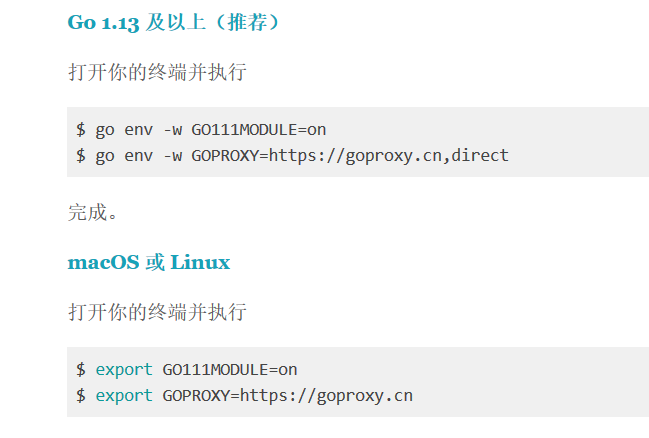 Go 1.13 及以上（推荐）
打开你的终端并执行
$ go env -w GO111MODULE=on
$ go env -w GOPROXY=https://goproxy.cn,direct
完成。
macOS 或 Linux
打开你的终端并执行
$ export GO111MODULE=on
$ export GOPROXY=https://goproxy.cn